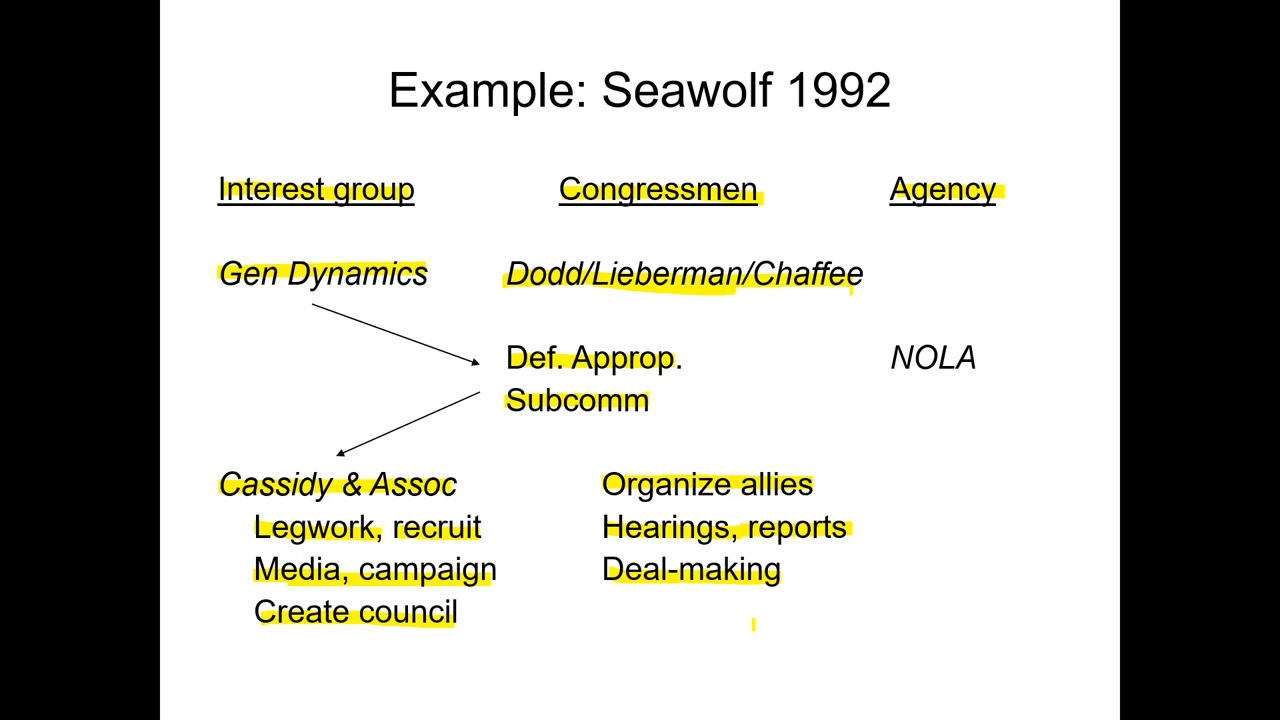 Example: Seawolf 1992
Interest group Congressmen Agency
Gen Dynamics Dodd/Lieberman/Chaffee
Def. Approp. NOLA
Subcomm
Cassidy & Assoc Organize allies
Legwork, recruit Hearings, reports
Media, campaign Deal-making
Create council